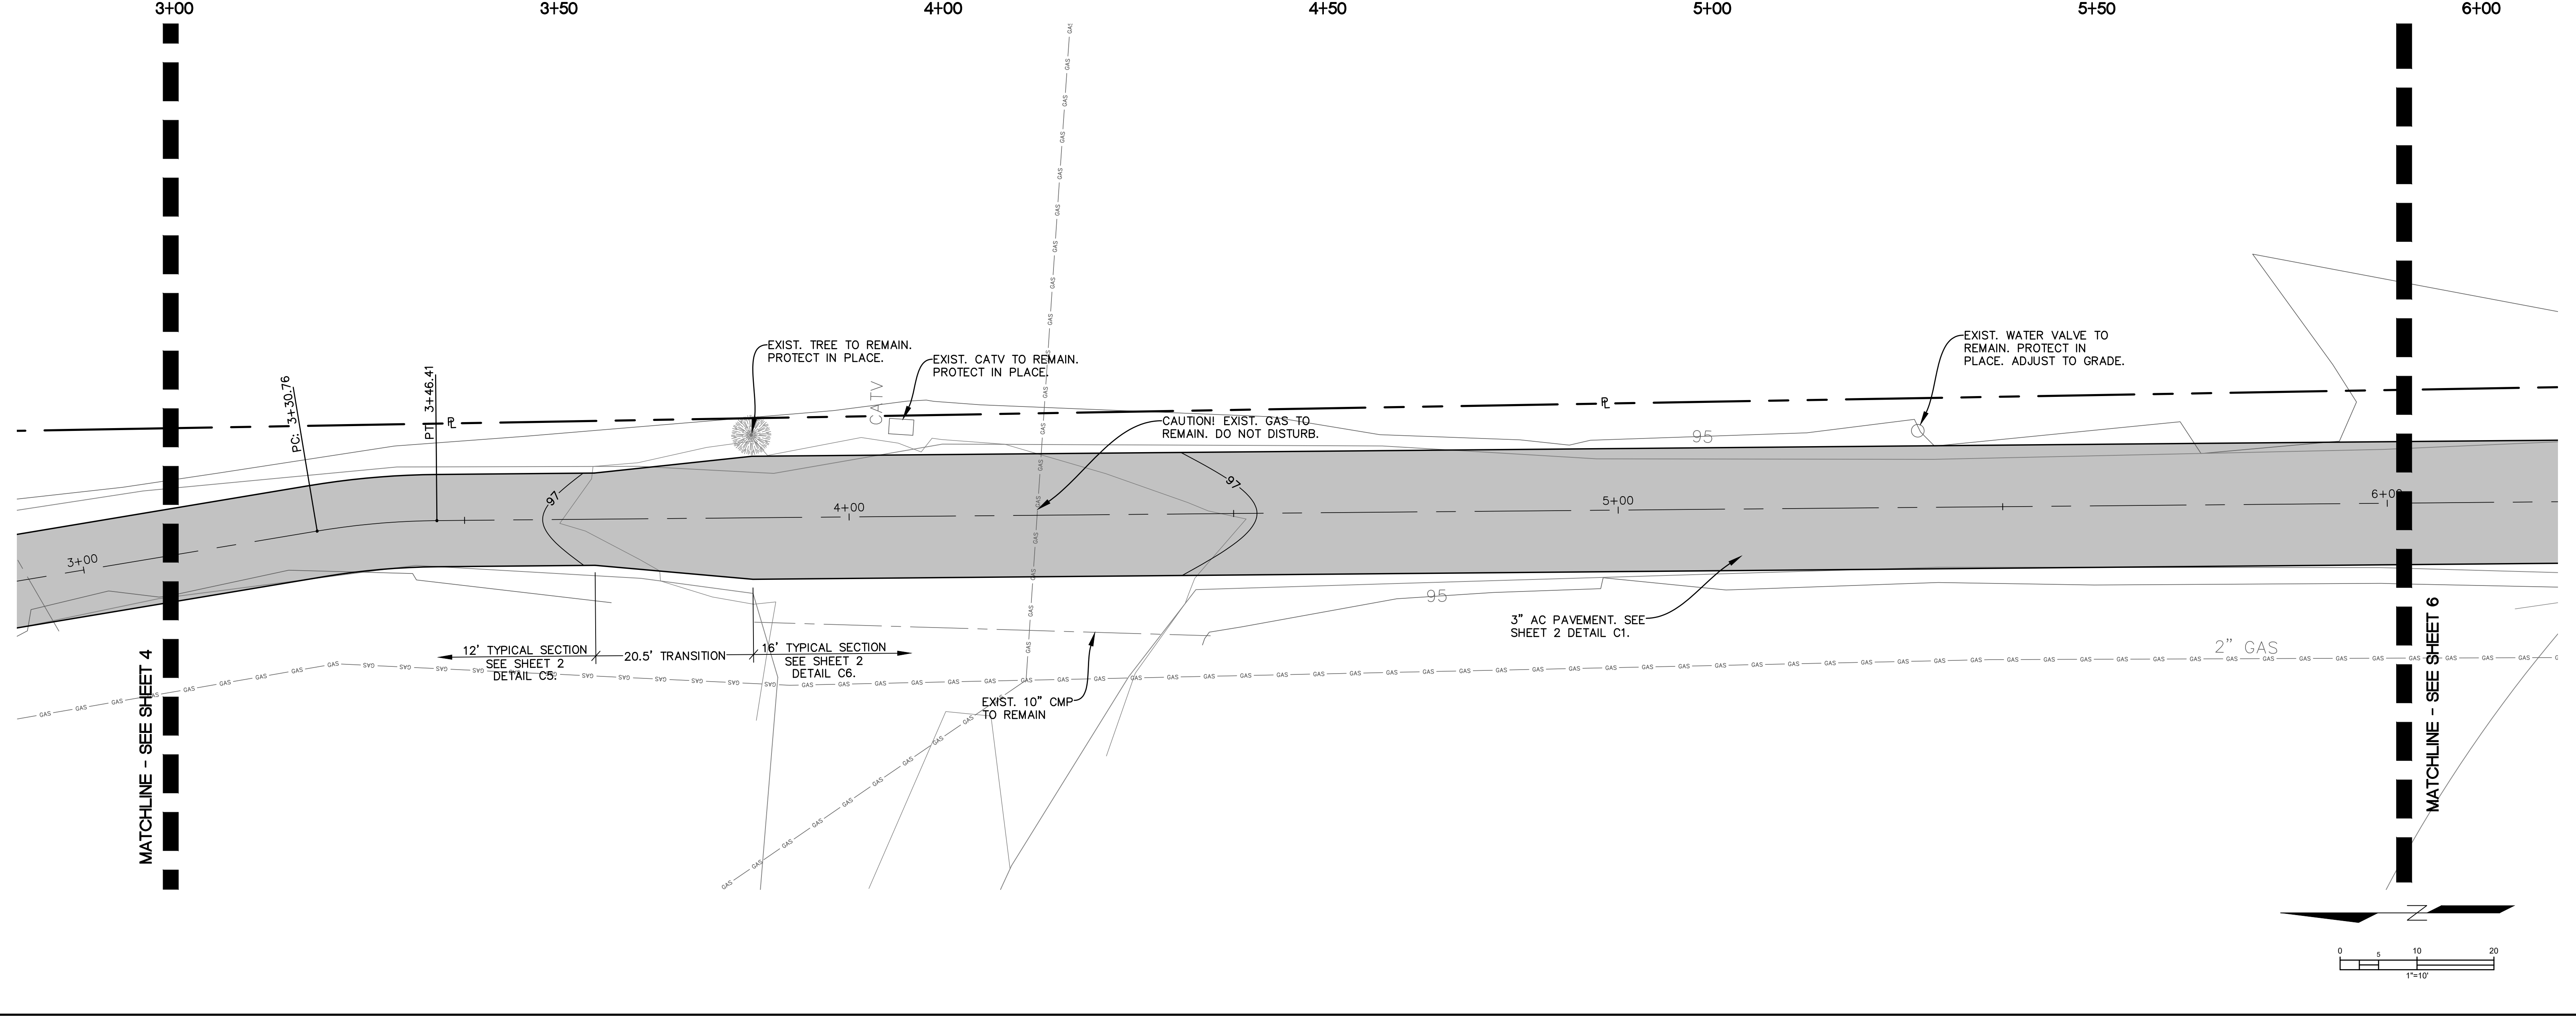 3+00
3+50
4+00
4+50
5+00
5+50
6+00
EXIST. TREE TO REMAIN.
PROTECT IN PLACE.
EXIST. CATV TO REMAIN.
PROTECT IN PLACE.
EXIST. WATER VALVE TO
REMAIN. PROTECT IN
PLACE. ADJUST TO GRADE.
PC: 3+30.76
PT: 3+46.41
PL
CATV
PL
CAUTION! EXIST. GAS TO
REMAIN. DO NOT DISTURB.
95
97
97
3+00
4+00
5+00
6+00
95
3" AC PAVEMENT. SEE
SHEET 2 DETAIL C1.
12' TYPICAL SECTION
SEE SHEET 2
DETAIL C5.
20.5' TRANSITION
16' TYPICAL SECTION
SEE SHEET 2
DETAIL C6.
EXIST. 10" CMP
TO REMAIN
2" GAS
GAS
MATCHLINE - SEE SHEET 4
MATCHLINE - SEE SHEET 6
N
0 5 10 20
1"=10'